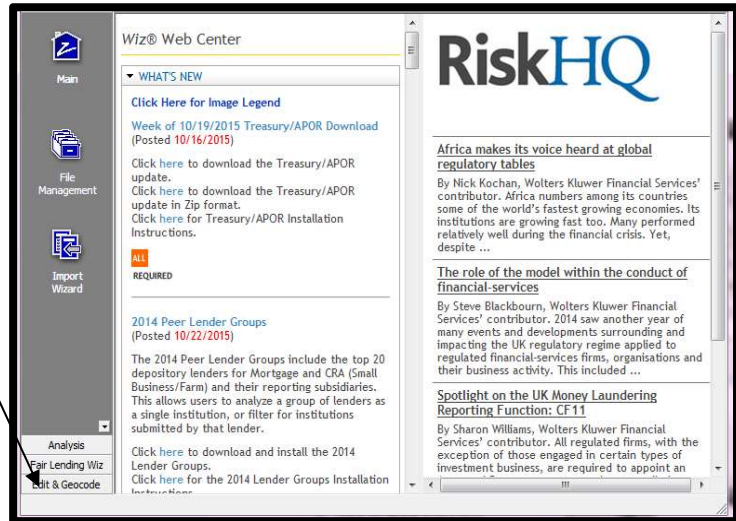 Main
File
Management
Import
Wizard
Analysis
Fair Lending Wiz
Edit & Geocode
Wiz® Web Center
WHAT'S NEW
Click Here for Image Legend
Week of 10/19/2015 Treasury/APOR Download
(Posted 10/16/2015)
Click here to download the Treasury/APOR
update.
Click here to download the Treasury/APOR
update in Zip format.
Click here for Treasury/APOR Installation
Instructions.
ALL
REQUIRED
2014 Peer Lender Groups
(Posted 10/22/2015)
The 2014 Peer Lender Groups include the top 20
depository lenders for Mortgage and CRA (Small
Business/Farm) and their reporting subsidiaries.
This allows users to analyze a group of lenders as
a single institution, or filter for institutions
submitted by that lender.
Click here to download and install the 2014
Lender Groups.
Click here for the 2014 Lender Groups Installation
Instructions
RiskHQ
Africa makes its voice heard at global
regulatory tables
By Nick Kochan, Wolters Kluwer Financial Services'
contributor. Africa numbers among its countries
some of the world's fastest growing economies. Its
institutions are growing fast too. Many performed
relatively well during the financial crisis. Yet,
despite ...
The role of the model within the conduct of
financial-services
By Steve Blackbourn, Wolters Kluwer Financial
Services' contributor. 2014 saw another year of
many events and developments surrounding and
impacting the UK regulatory regime applied to
regulated financial-services firms, organisations and
their business activity. This included ...
Spotlight on the UK Money Laundering
Reporting Function: CF11
By Sharon Williams, Wolters Kluwer Financial
Services' contributor. All regulated firms, with the
exception of those engaged in certain types of
investment business, are required to appoint an